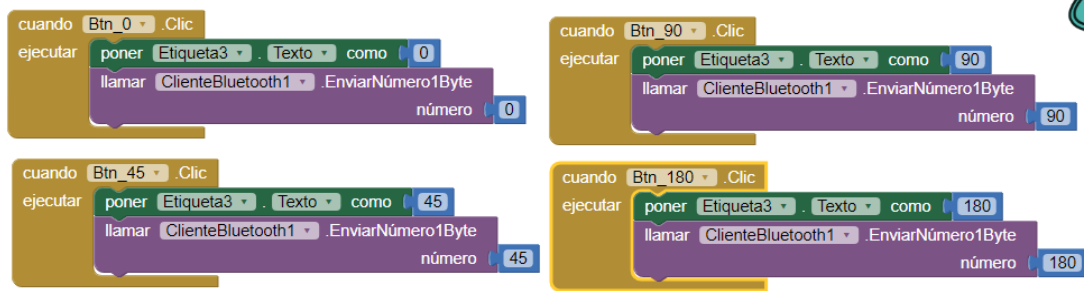 cuando Btn_0 .Clic
ejecutar poner Etiqueta3 . Texto como 0
llamar ClienteBluetooth1 .EnviarNúmero1Byte
número 0
cuando Btn_90 .Clic
ejecutar poner Etiqueta3 . Texto como 90
llamar ClienteBluetooth1 .EnviarNúmero1Byte
número 90
cuando Btn_45 .Clic
ejecutar poner Etiqueta3 . Texto como 45
llamar ClienteBluetooth1 .EnviarNúmero1Byte
número 45
cuando Btn_180 .Clic
ejecutar poner Etiqueta3 . Texto como 180
llamar ClienteBluetooth1 .EnviarNúmero1Byte
número 180